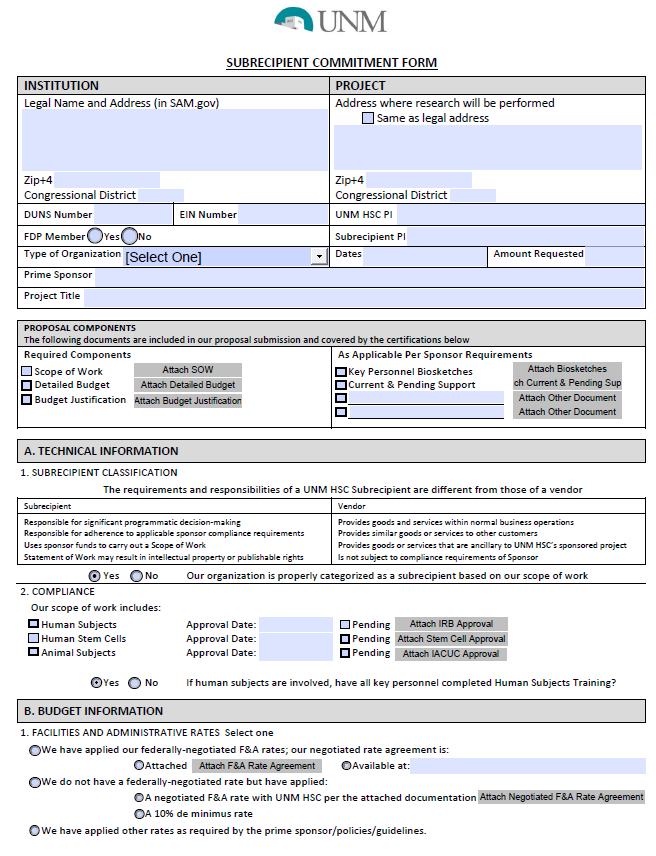 UNM
SUBRECIPIENT COMMITMENT FORM
INSTITUTION
Legal Name and Address (in SAM.gov)
Zip+4
Congressional District
DUNS Number EIN Number
FDP Member Yes No
Type of Organization [Select One]
PROJECT
Address where research will be performed
Same as legal address
Zip+4
Congressional District
UNM HSC PI
Subrecipient PI
Dates Amount Requested
Prime Sponsor
Project Title
PROPOSAL COMPONENTS
The following documents are included in our proposal submission and covered by the certifications below
Required Components
Scope of Work Attach SOW
Detailed Budget Attach Detailed Budget
Budget Justification Attach Budget Justification
As Applicable Per Sponsor Requirements
Key Personnel Biosketches Attach Biosketches
Current & Pending Support ch Current & Pending Sup
Attach Other Document
Attach Other Document
A. TECHNICAL INFORMATION
1. SUBRECIPIENT CLASSIFICATION
The requirements and responsibilities of a UNM HSC Subrecipient are different from those of a vendor
Subrecipient
Responsible for significant programmatic decision-making
Responsible for adherence to applicable sponsor compliance requirements
Uses sponsor funds to carry out a Scope of Work
Statement of Work may result in intellectual property or publishable rights
Vendor
Provides goods and services within normal business operations
Provides similar goods or services to other customers
Provides goods or services that are ancillary to UNM HSC's sponsored project
Is not subject to compliance requirements of Sponsor
Yes No Our organization is properly categorized as a subrecipient based on our scope of work
2. COMPLIANCE
Our scope of work includes:
Human Subjects Approval Date: Pending Attach IRB Approval
Human Stem Cells Approval Date: Pending Attach Stem Cell Approval
Animal Subjects Approval Date: Pending Attach IACUC Approval
Yes No If human subjects are involved, have all key personnel completed Human Subjects Training?
B. BUDGET INFORMATION
1. FACILITIES AND ADMINISTRATIVE RATES Select one
We have applied our federally-negotiated F&A rates; our negotiated rate agreement is:
Attached Attach F&A Rate Agreement Available at:
We do not have a federally-negotiated rate but have applied:
A negotiated F&A rate with UNM HSC per the attached documentation Attach Negotiated F&A Rate Agreement
A 10% de minimus rate
We have applied other rates as required by the prime sponsor/policies/guidelines.